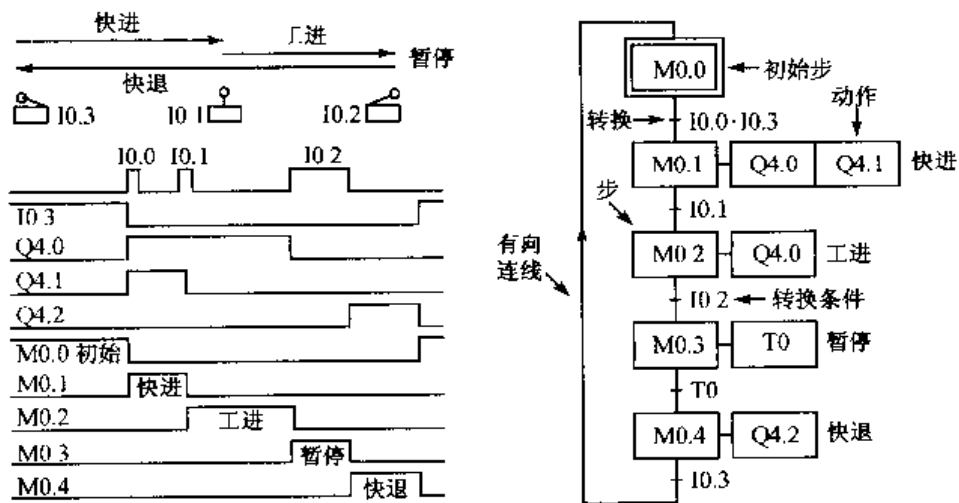 快进
工进
暂停
快退
I0.3
I0.1
I0.2
I0.0 I0.1 I0.2
I0.3
Q4.0
Q4.1
Q4.2
M0.0 初始
M0.1 快进
M0.2 工进
M0.3 暂停
M0.4 快退
M0.0 初始步
动作
转换 I0.0·I0.3
M0.1 Q4.0 Q4.1 快进
步 I0.1
M0.2 Q4.0 工进
有向
连线
I0.2 转换条件
M0.3 T0 暂停
T0
M0.4 Q4.2 快退
I0.3